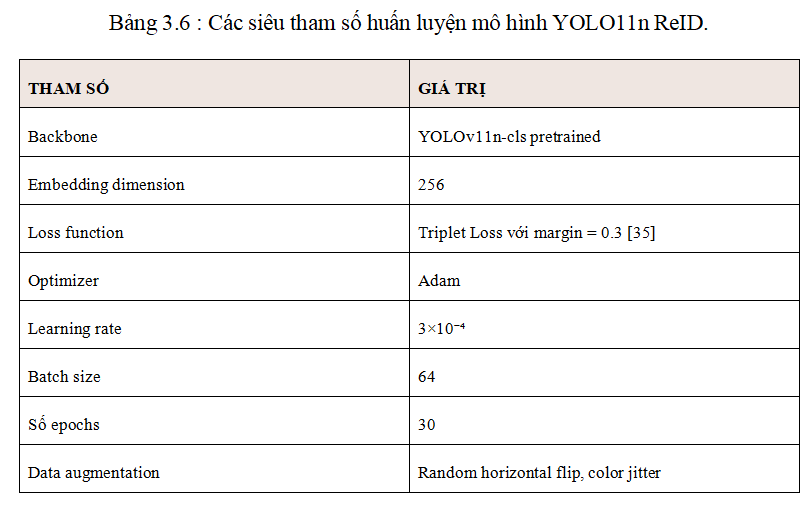 Bảng 3.6 : Các siêu tham số huấn luyện mô hình YOLO11n ReID.
THAM SỐ GIÁ TRỊ
Backbone YOLOv11n-cls pretrained
Embedding dimension 256
Loss function Triplet Loss với margin = 0.3 [35]
Optimizer Adam
Learning rate 3×10⁻⁴
Batch size 64
Số epochs 30
Data augmentation Random horizontal flip, color jitter